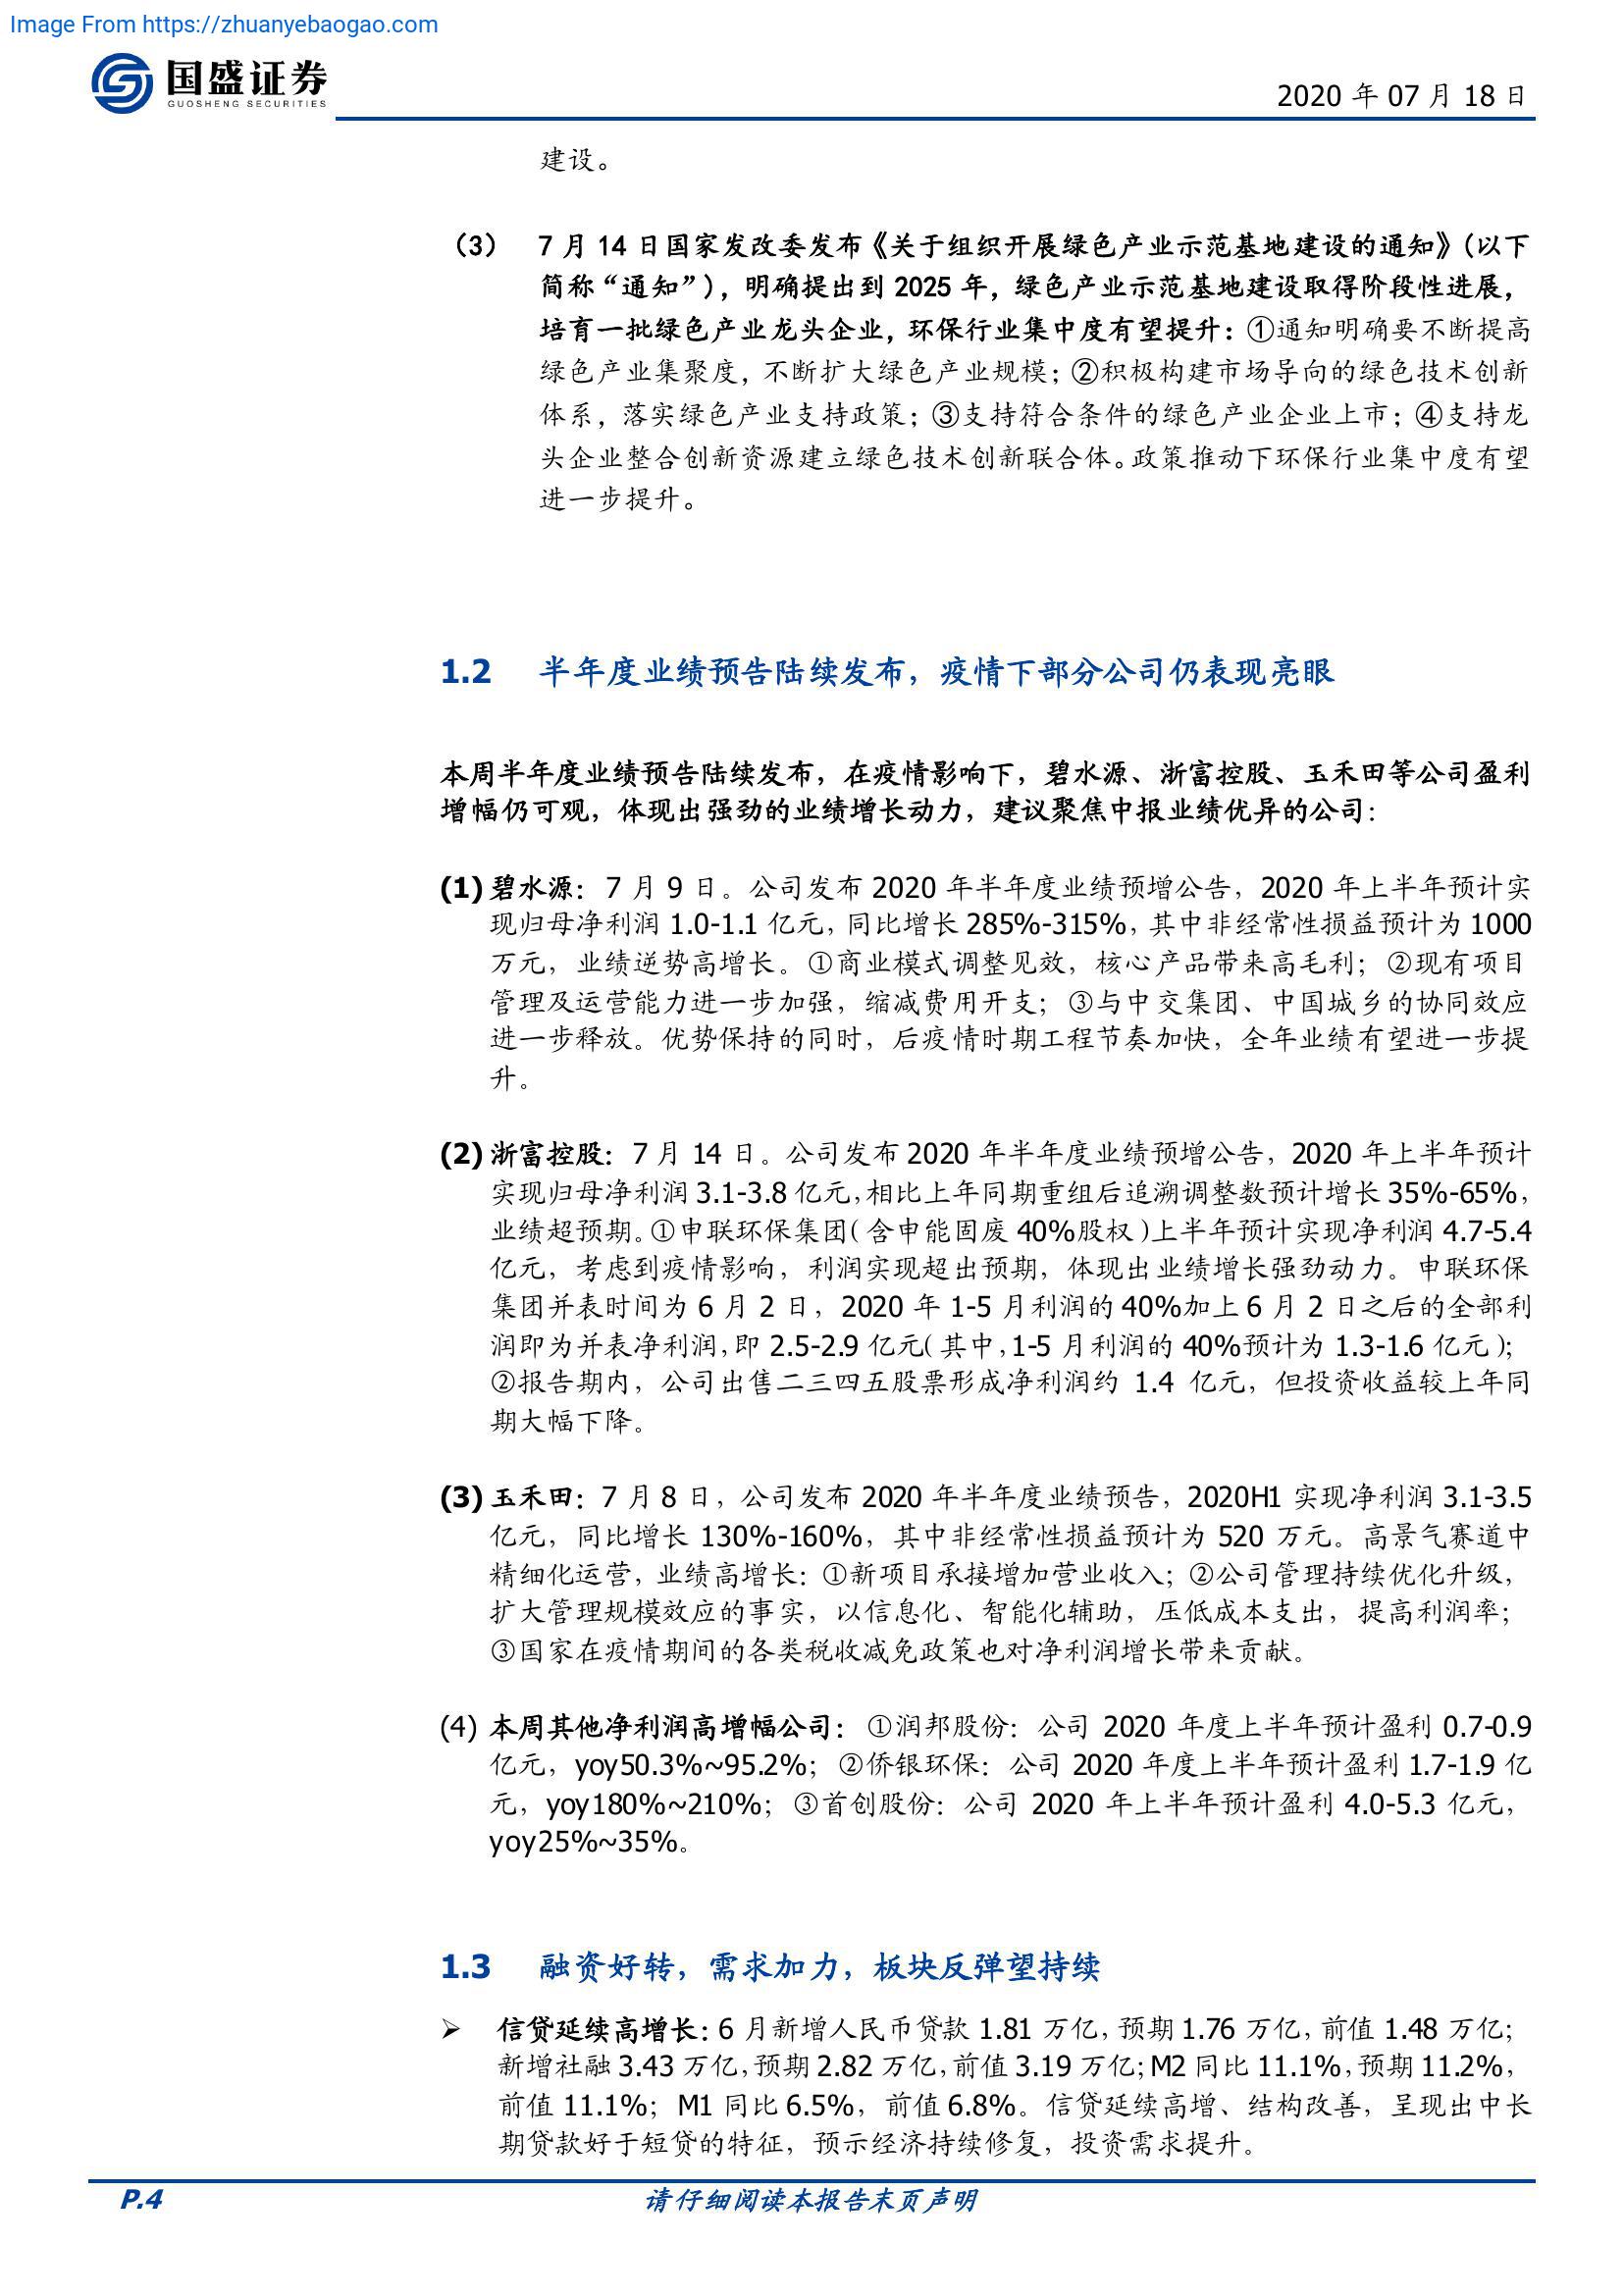 Image From https://zhuanyebaogao.com
国盛证券
GUOSHENG SECURITIES
2020 年 07 月 18 日
建设。
（3） 7 月 14 日国家发改委发布《关于组织开展绿色产业示范基地建设的通知》（以下
简称“通知”），明确提出到 2025 年，绿色产业示范基地建设取得阶段性进展，
培育一批绿色产业龙头企业，环保行业集中度有望提升：①通知明确要不断提高
绿色产业集聚度，不断扩大绿色产业规模；②积极构建市场导向的绿色技术创新
体系，落实绿色产业支持政策；③支持符合条件的绿色产业企业上市；④支持龙
头企业整合创新资源建立绿色技术创新联合体。政策推动下环保行业集中度有望
进一步提升。
1.2 半年度业绩预告陆续发布，疫情下部分公司仍表现亮眼
本周半年度业绩预告陆续发布，在疫情影响下，碧水源、浙富控股、玉禾田等公司盈利
增幅仍可观，体现出强劲的业绩增长动力，建议聚焦中报业绩优异的公司：
(1) 碧水源：7 月 9 日。公司发布 2020 年半年度业绩预增公告，2020 年上半年预计实
现归母净利润 1.0-1.1 亿元，同比增长 285%-315%，其中非经常性损益预计为 1000
万元，业绩逆势高增长。①商业模式调整见效，核心产品带来高毛利；②现有项目
管理及运营能力进一步加强，缩减费用开支；③与中交集团、中国城乡的协同效应
进一步释放。优势保持的同时，后疫情时期工程节奏加快，全年业绩有望进一步提
升。
(2) 浙富控股：7 月 14 日。公司发布 2020 年半年度业绩预增公告，2020 年上半年预计
实现归母净利润 3.1-3.8 亿元，相比上年同期重组后追溯调整数预计增长 35%-65%，
业绩超预期。①申联环保集团（含申能固废 40%股权）上半年预计实现净利润 4.7-5.4
亿元，考虑到疫情影响，利润实现超出预期，体现出业绩增长强劲动力。申联环保
集团并表时间为 6 月 2 日，2020 年 1-5 月利润的 40%加上 6 月 2 日之后的全部利
润即为并表净利润，即 2.5-2.9 亿元（其中，1-5 月利润的 40%预计为 1.3-1.6 亿元）；
②报告期内，公司出售二三四五股票形成净利润约 1.4 亿元，但投资收益较上年同
期大幅下降。
(3) 玉禾田：7 月 8 日，公司发布 2020 年半年度业绩预告，2020H1 实现净利润 3.1-3.5
亿元，同比增长 130%-160%，其中非经常性损益预计为 520 万元。高景气赛道中
精细化运营，业绩高增长：①新项目承接增加营业收入；②公司管理持续优化升级，
扩大管理规模效应的事实，以信息化、智能化辅助，压低成本支出，提高利润率；
③国家在疫情期间的各类税收减免政策也对净利润增长带来贡献。
(4) 本周其他净利润高增幅公司：①润邦股份：公司 2020 年度上半年预计盈利 0.7-0.9
亿元，yoy50.3%~95.2%；②侨银环保：公司 2020 年度上半年预计盈利 1.7-1.9 亿
元，yoy180%~210%；③首创股份：公司 2020 年上半年预计盈利 4.0-5.3 亿元，
yoy25%~35%。
1.3 融资好转，需求加力，板块反弹望持续
➢ 信贷延续高增长：6 月新增人民币贷款 1.81 万亿，预期 1.76 万亿，前值 1.48 万亿；
新增社融 3.43 万亿，预期 2.82 万亿，前值 3.19 万亿；M2 同比 11.1%，预期 11.2%，
前值 11.1%；M1 同比 6.5%，前值 6.8%。信贷延续高增、结构改善，呈现出中长
期贷款好于短贷的特征，预示经济持续修复，投资需求提升。
P.4 请仔细阅读本报告末页声明